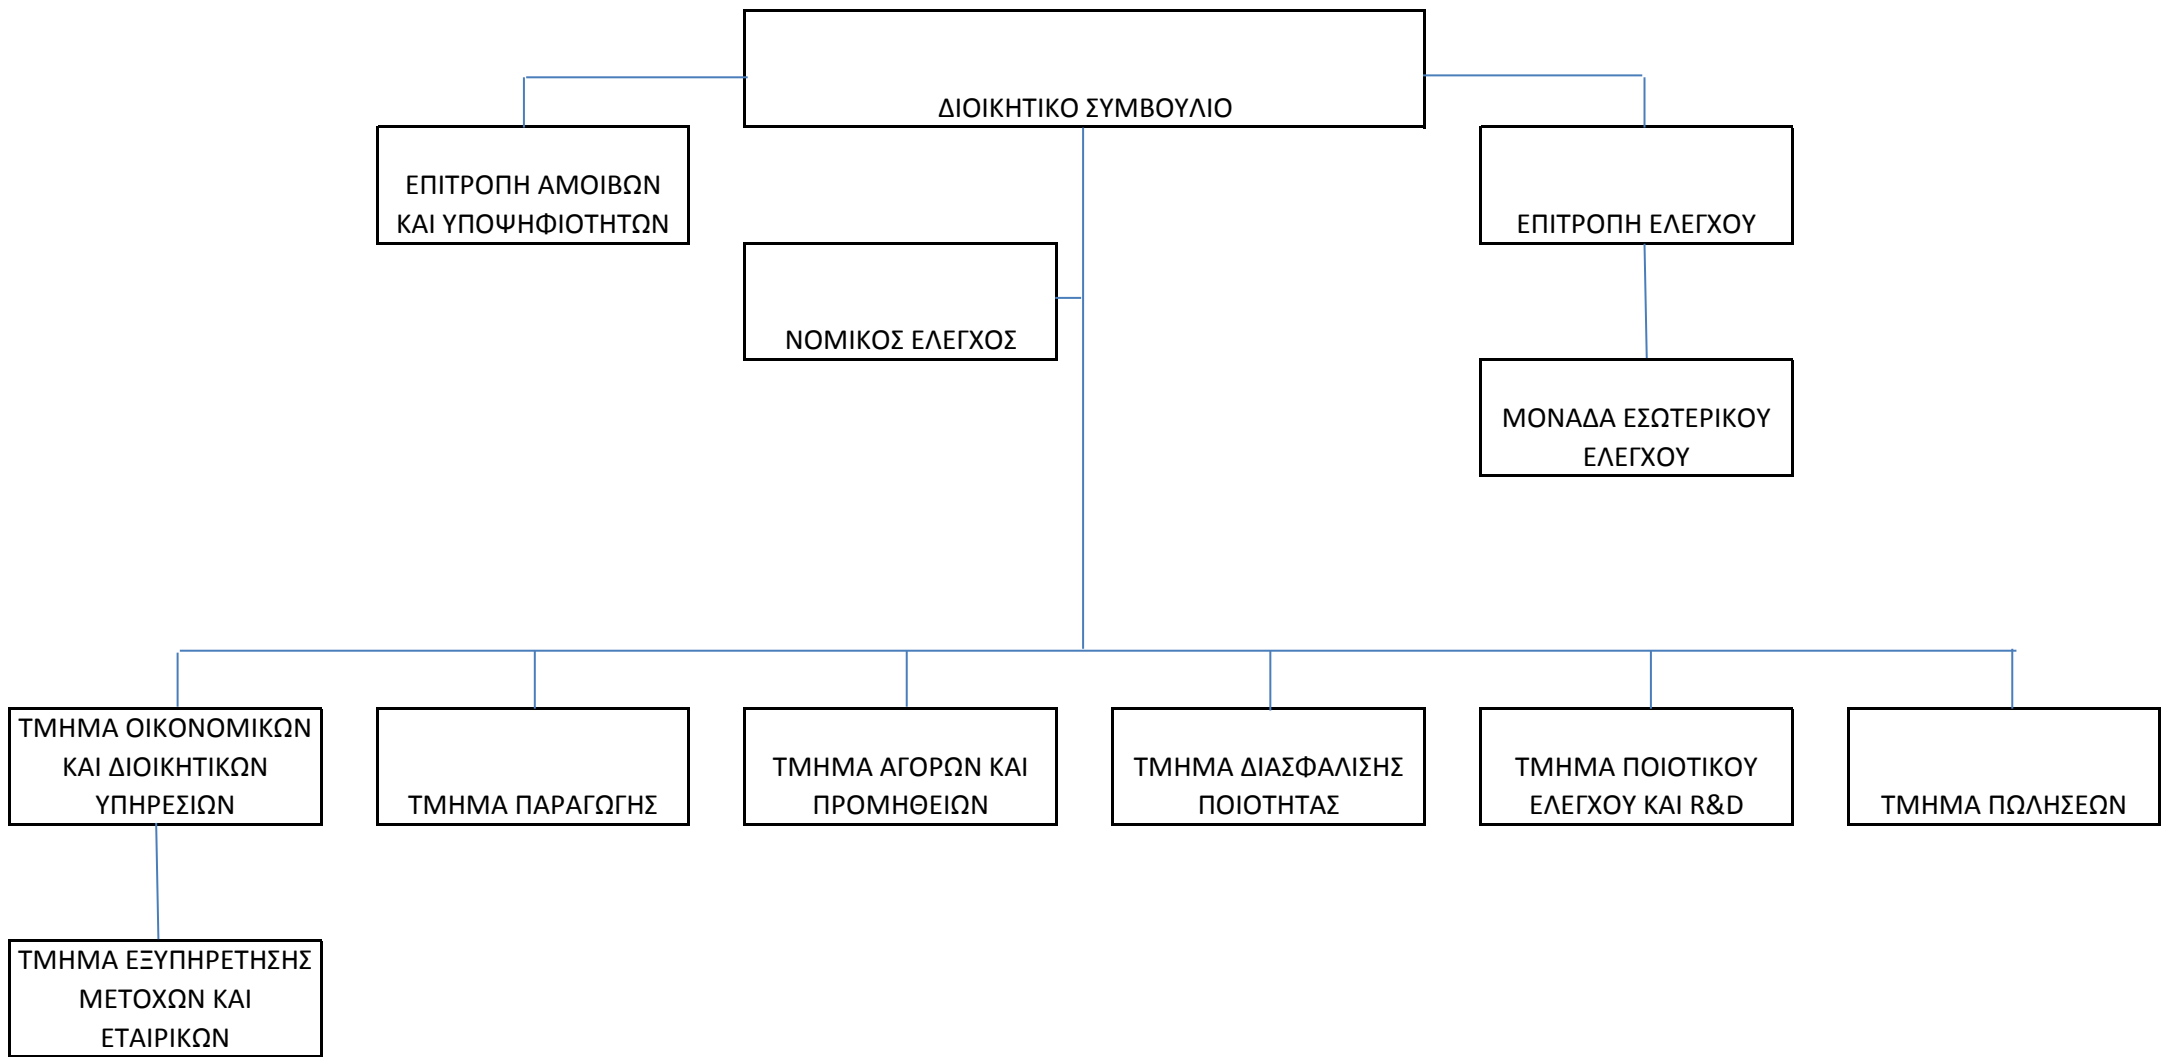 ΔΙΟΙΚΗΤΙΚΟ ΣΥΜΒΟΥΛΙΟ
ΕΠΙΤΡΟΠΗ ΑΜΟΙΒΩΝ
ΚΑΙ ΥΠΟΨΗΦΙΟΤΗΤΩΝ
ΕΠΙΤΡΟΠΗ ΕΛΕΓΧΟΥ
ΝΟΜΙΚΟΣ ΕΛΕΓΧΟΣ
ΜΟΝΑΔΑ ΕΣΩΤΕΡΙΚΟΥ
ΕΛΕΓΧΟΥ
ΤΜΗΜΑ ΟΙΚΟΝΟΜΙΚΩΝ
ΚΑΙ ΔΙΟΙΚΗΤΙΚΩΝ
ΥΠΗΡΕΣΙΩΝ
ΤΜΗΜΑ ΠΑΡΑΓΩΓΗΣ
ΤΜΗΜΑ ΑΓΟΡΩΝ ΚΑΙ
ΠΡΟΜΗΘΕΙΩΝ
ΤΜΗΜΑ ΔΙΑΣΦΑΛΙΣΗΣ
ΠΟΙΟΤΗΤΑΣ
ΤΜΗΜΑ ΠΟΙΟΤΙΚΟΥ
ΕΛΕΓΧΟΥ ΚΑΙ R&D
ΤΜΗΜΑ ΠΩΛΗΣΕΩΝ
ΤΜΗΜΑ ΕΞΥΠΗΡΕΤΗΣΗΣ
ΜΕΤΟΧΩΝ ΚΑΙ
ΕΤΑΙΡΙΚΩΝ